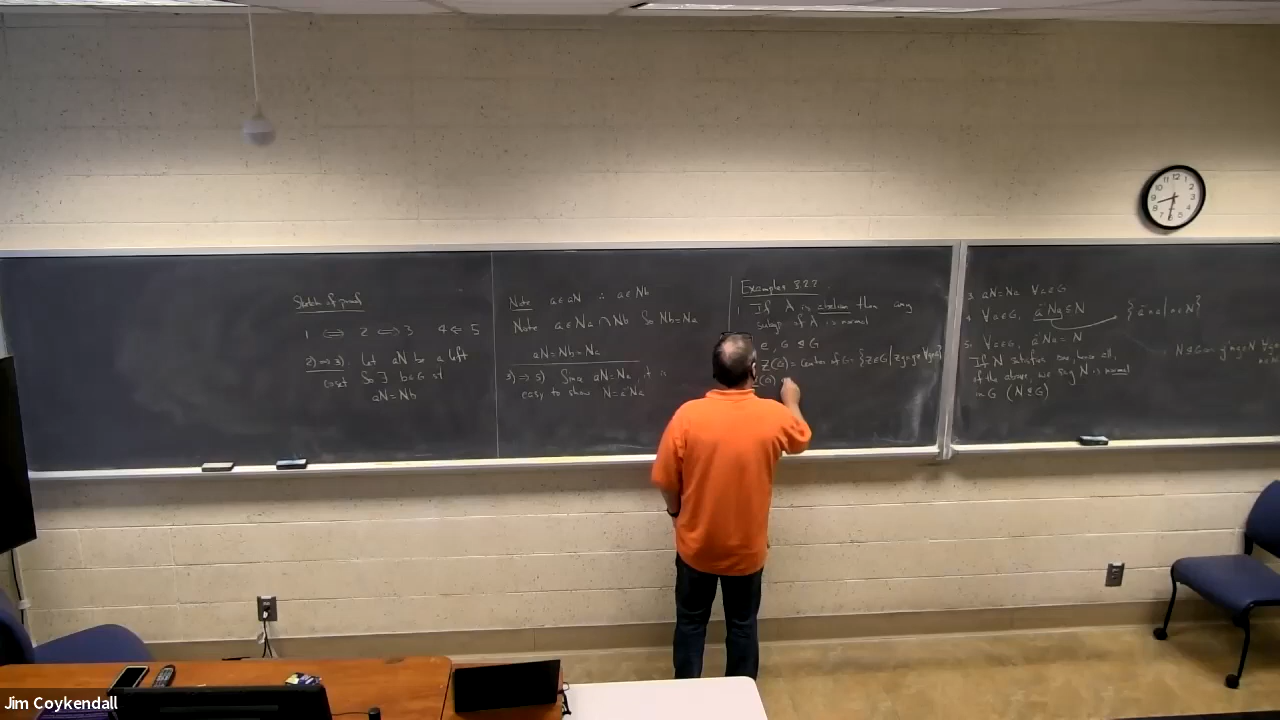 Sketch of proof
1 ⟺ 2 ⟺ 3 4 ⇐ 5
2) ⇒ 3). Let aN be a left
coset So ∃ b∈G st
aN = Nb
Note a∈aN ∴ a∈Nb
Note a∈Na ∩ Nb So Nb=Na
aN = Nb = Na
3) ⇒ 5) Since aN=Na, it is
easy to show
Examples 3.2.2
1. If A is abelian then any
subgp of A is normal
e, G ⊴ G
Z(G) = center of G = {z∈G | zg=gz ∀g∈G}
3. aN=Na ∀a∈G
4. ∀a∈G, a⁻¹Na ⊆ N
5. ∀a∈G, a⁻¹Na = N
If N satisfies one, hence all,
of the above, we say N is normal
in G (N ⊴ G)
Jim Coykendall